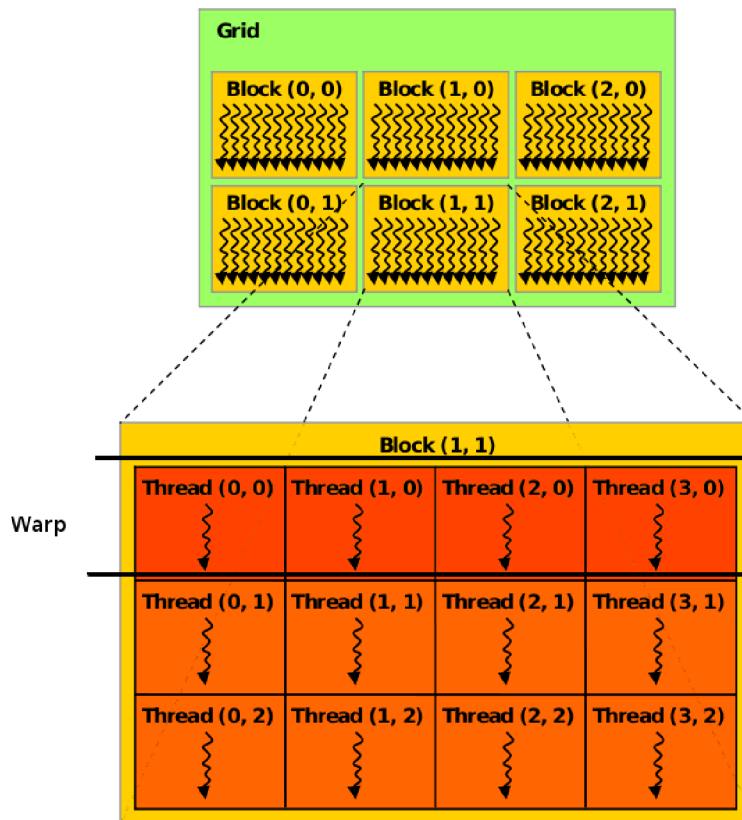 Grid
Block (0, 0) Block (1, 0) Block (2, 0)
Block (0, 1) Block (1, 1) Block (2, 1)
Block (1, 1)
Warp
Thread (0, 0) Thread (1, 0) Thread (2, 0) Thread (3, 0)
Thread (0, 1) Thread (1, 1) Thread (2, 1) Thread (3, 1)
Thread (0, 2) Thread (1, 2) Thread (2, 2) Thread (3, 2)